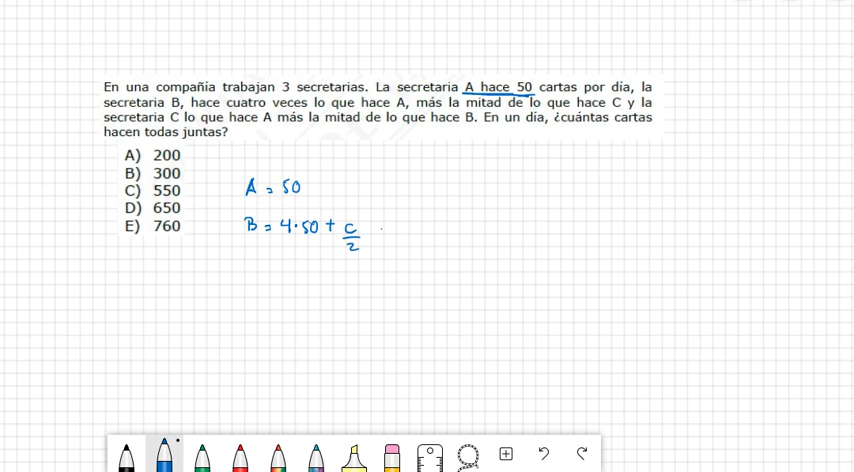 En una compañía trabajan 3 secretarias. La secretaria A hace 50 cartas por día, la
secretaria B, hace cuatro veces lo que hace A, más la mitad de lo que hace C y la
secretaria C lo que hace A más la mitad de lo que hace B. En un día, ¿cuántas cartas
hacen todas juntas?
A) 200
B) 300
C) 550
D) 650
E) 760
A = 50
B = 4·50 + C/2